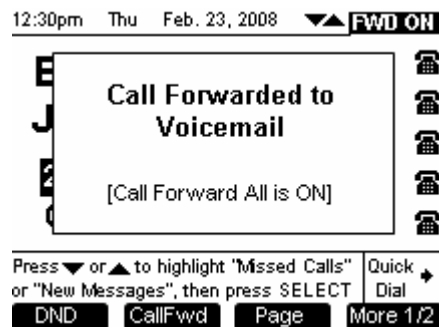 12:30pm Thu Feb. 23, 2008 FWD ON
Call Forwarded to
Voicemail
[Call Forward All is ON]
Press ▼ or ▲ to highlight "Missed Calls"
or "New Messages", then press SELECT
Quick
Dial
DND CallFwd Page More 1/2